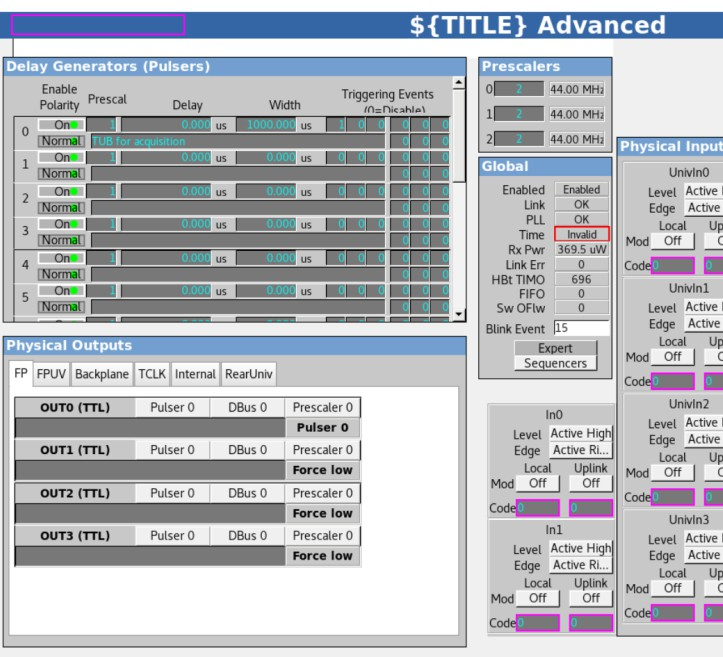 ${TITLE} Advanced
Delay Generators (Pulsers)
Enable
Polarity Prescal Delay Width Triggering Events
(0=Disable)
0 On 1 0.000 us 1000.000 us 1 0 0 0 0 0
Normal TUB for acquisition 0 0 0
1 On 1 0.000 us 0.000 us 0 0 0 0 0 0
Normal 0 0 0
2 On 1 0.000 us 0.000 us 0 0 0 0 0 0
Normal 0 0 0
3 On 1 0.000 us 0.000 us 0 0 0 0 0 0
Normal 0 0 0
4 On 1 0.000 us 0.000 us 0 0 0 0 0 0
Normal 0 0 0
5 On 1 0.000 us 0.000 us 0 0 0 0 0 0
Normal 0 0 0
Physical Outputs
FP FPUV Backplane TCLK Internal RearUniv
OUT0 (TTL) Pulser 0 DBus 0 Prescaler 0
Pulser 0
OUT1 (TTL) Pulser 0 DBus 0 Prescaler 0
Force low
OUT2 (TTL) Pulser 0 DBus 0 Prescaler 0
Force low
OUT3 (TTL) Pulser 0 DBus 0 Prescaler 0
Force low
Prescalers
0 2 44.00 MHz
1 2 44.00 MHz
2 2 44.00 MHz
Global
Enabled Enabled
Link OK
PLL OK
Time Invalid
Rx Pwr 369.5 uW
Link Err 0
HBt TIMO 696
FIFO 0
Sw OFlw 0
Blink Event 15
Expert
Sequencers
In0
Level Active High
Edge Active Ri...
Local Uplink
Mod Off Off
Code 0 0
In1
Level Active High
Edge Active Ri...
Local Uplink
Mod Off Off
Code 0 0
Physical Input
UnivIn0
Level Active
Edge Active
Local Up
Mod Off
Code 0 0
UnivIn1
Level Active
Edge Active
Local Up
Mod Off
Code 0 0
UnivIn2
Level Active
Edge Active
Local Up
Mod Off
Code 0 0
UnivIn3
Level Active
Edge Active
Local Up
Mod Off
Code 0 0